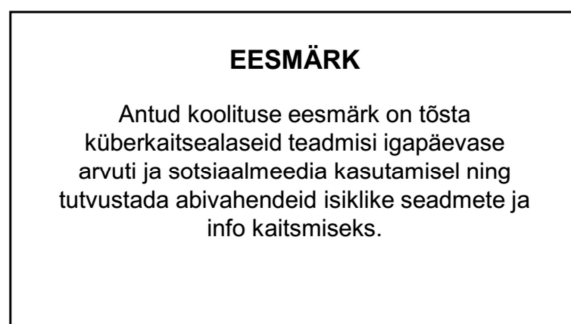 EESMÄRK
Antud koolituse eesmärk on tõsta
küberkaitsealaseid teadmisi igapäevase
arvuti ja sotsiaalmeedia kasutamisel ning
tutvustada abivahendeid isiklike seadmete ja
info kaitsmiseks.